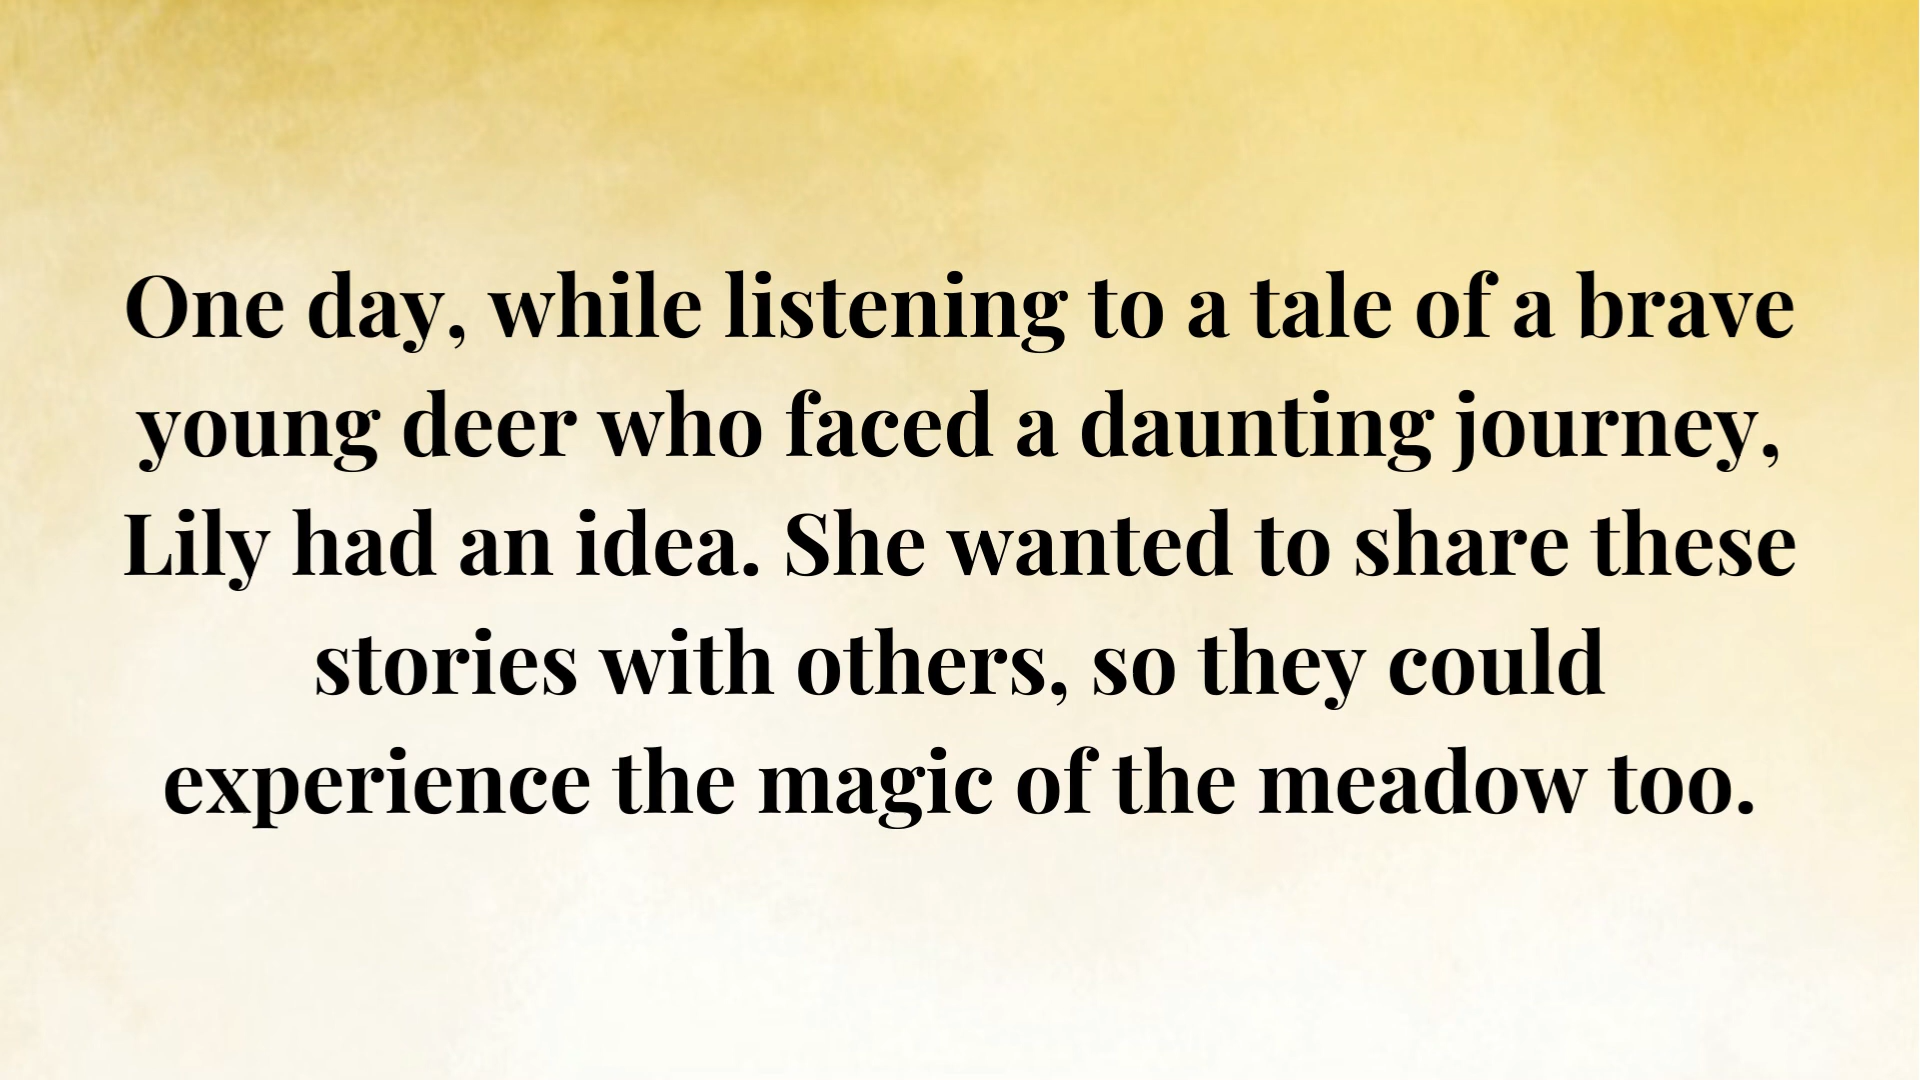 One day, while listening to a tale of a brave
young deer who faced a daunting journey,
Lily had an idea. She wanted to share these
stories with others, so they could
experience the magic of the meadow too.